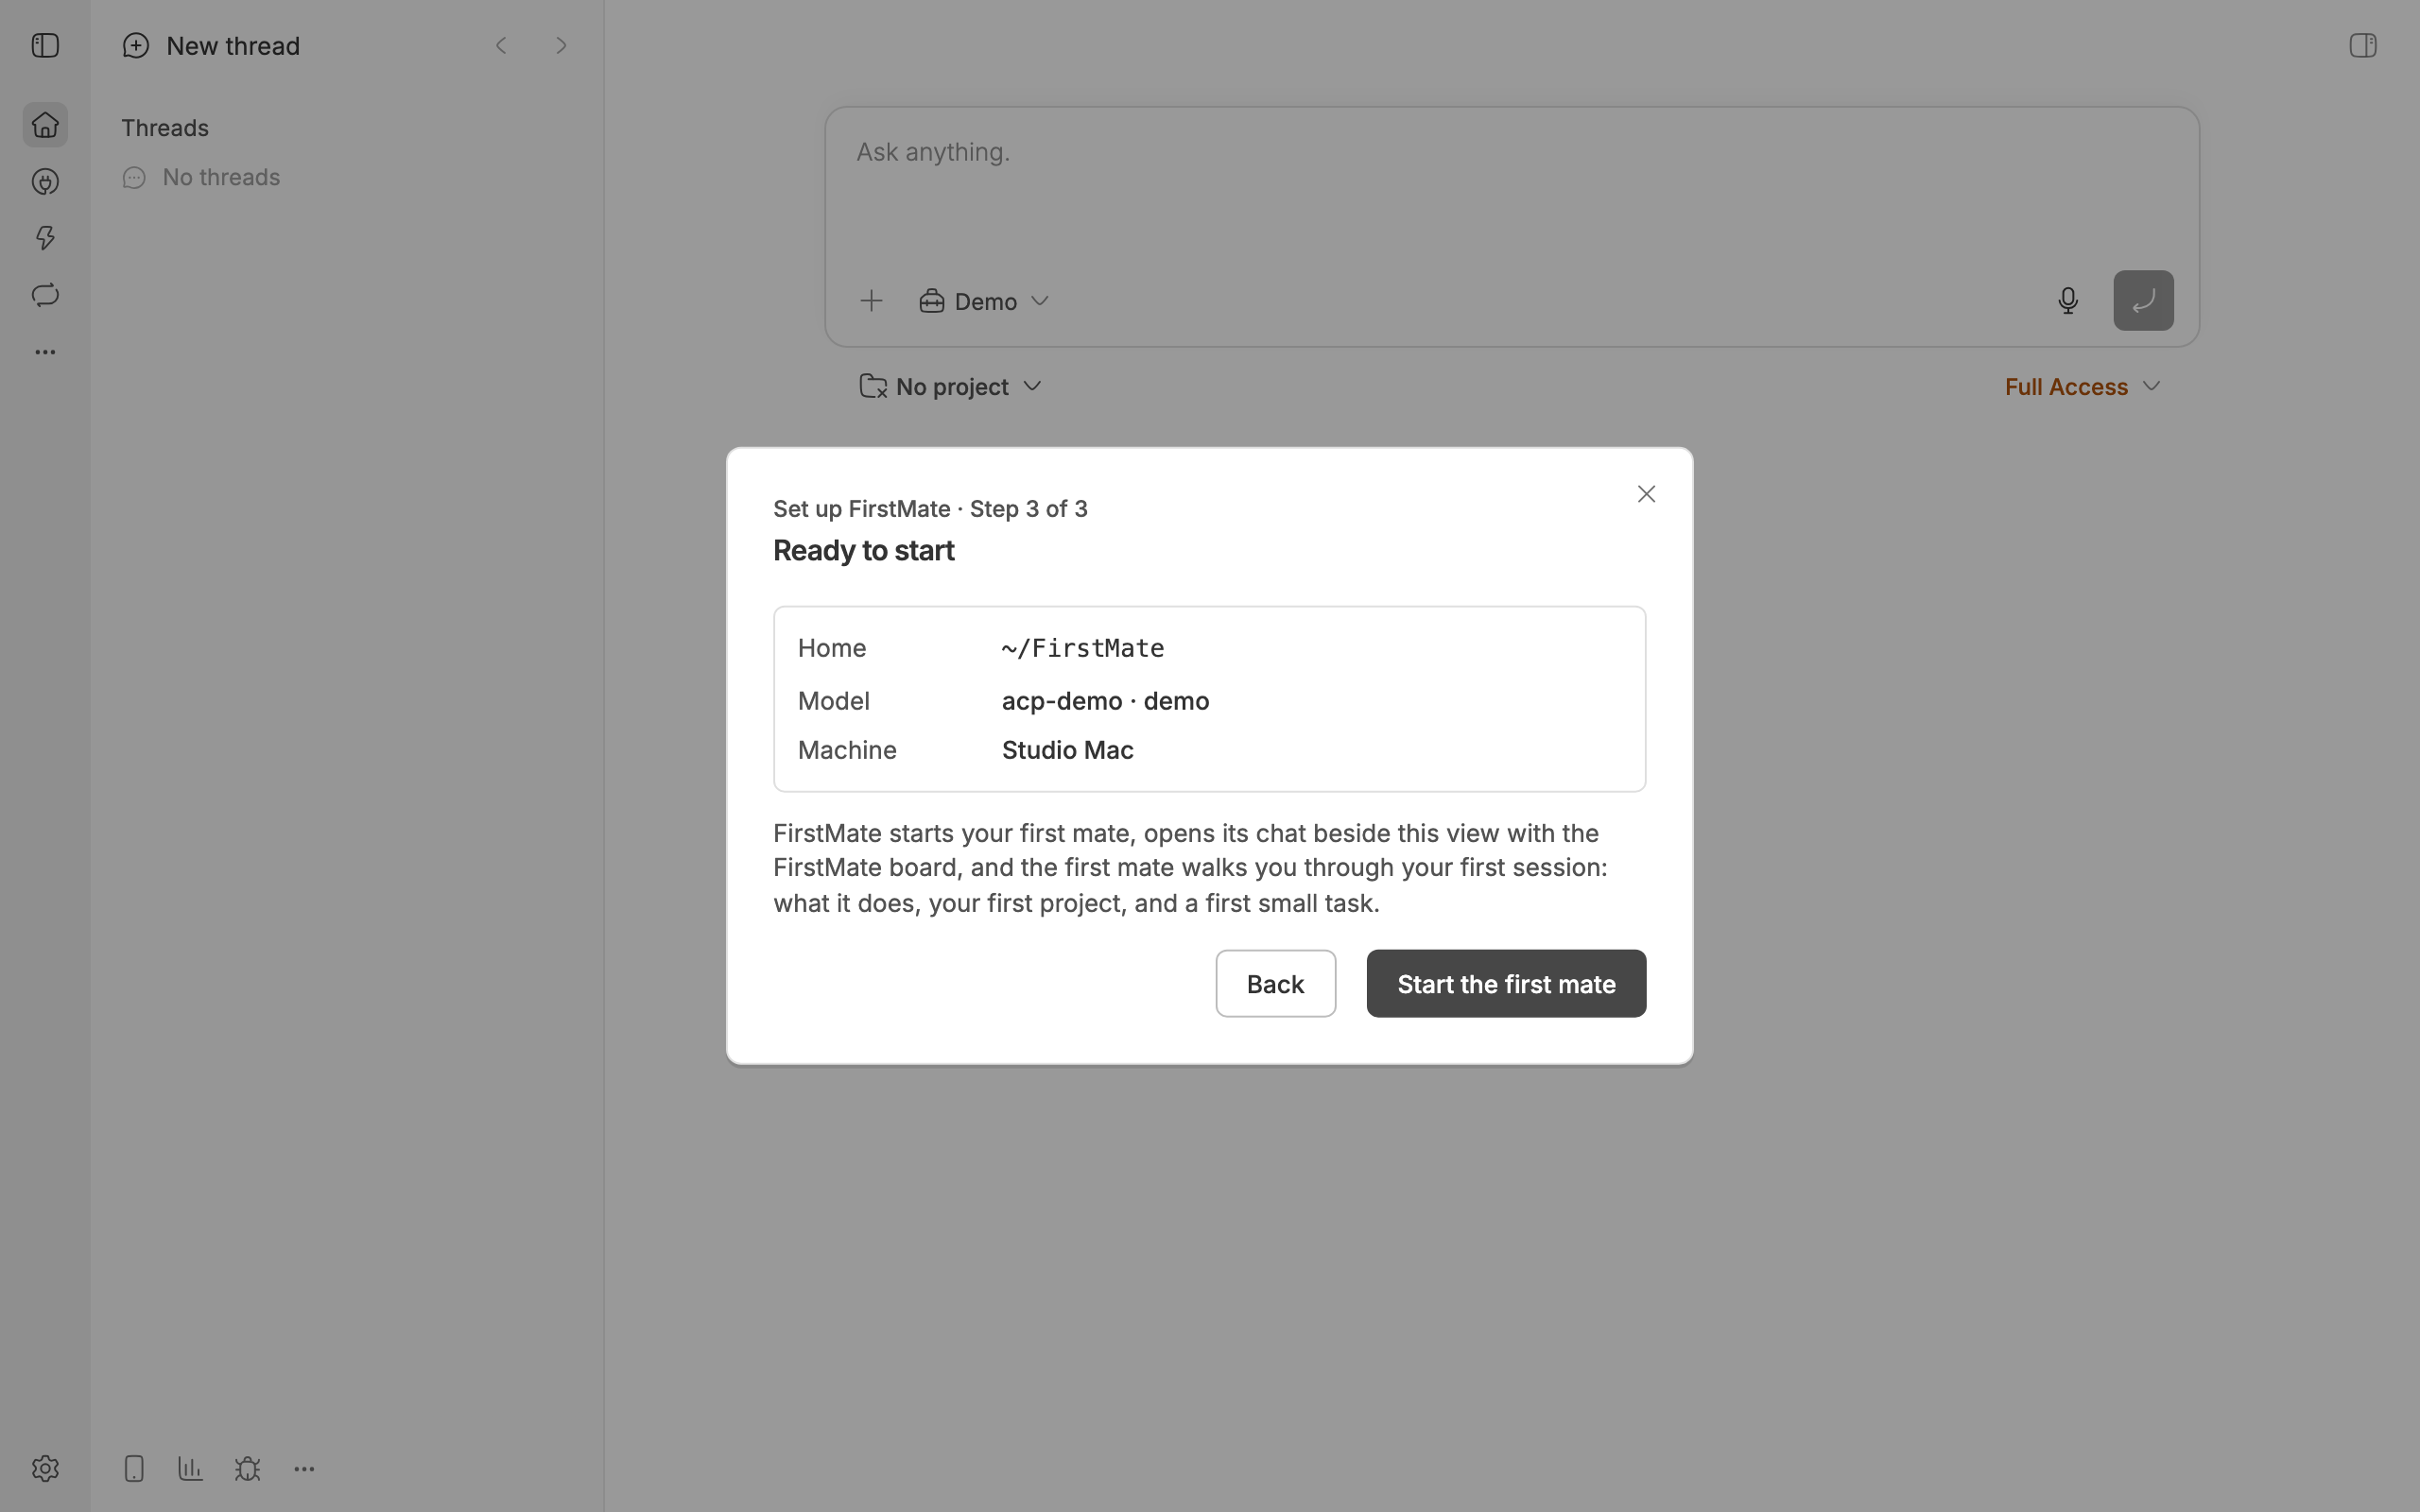 New thread
Threads
No threads
Ask anything.
Demo
No project
Full Access
Set up FirstMate · Step 3 of 3
Ready to start
Home ~/FirstMate
Model acp-demo · demo
Machine Studio Mac
FirstMate starts your first mate, opens its chat beside this view with the
FirstMate board, and the first mate walks you through your first session:
what it does, your first project, and a first small task.
Back
Start the first mate